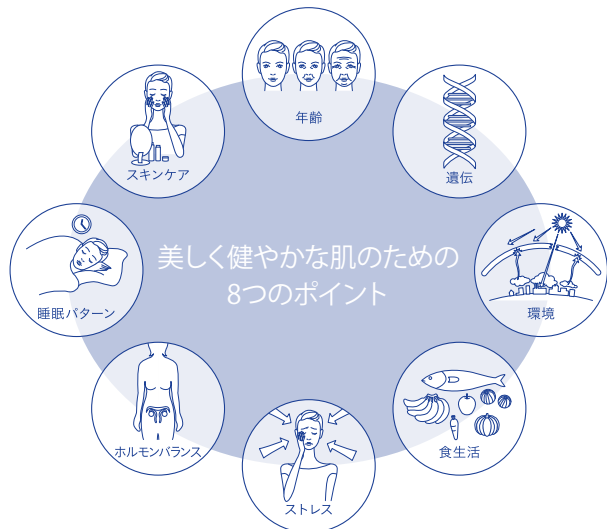 年齢
遺伝
環境
食生活
ストレス
ホルモンバランス
睡眠パターン
スキンケア
美しく健やかな肌のための
8つのポイント